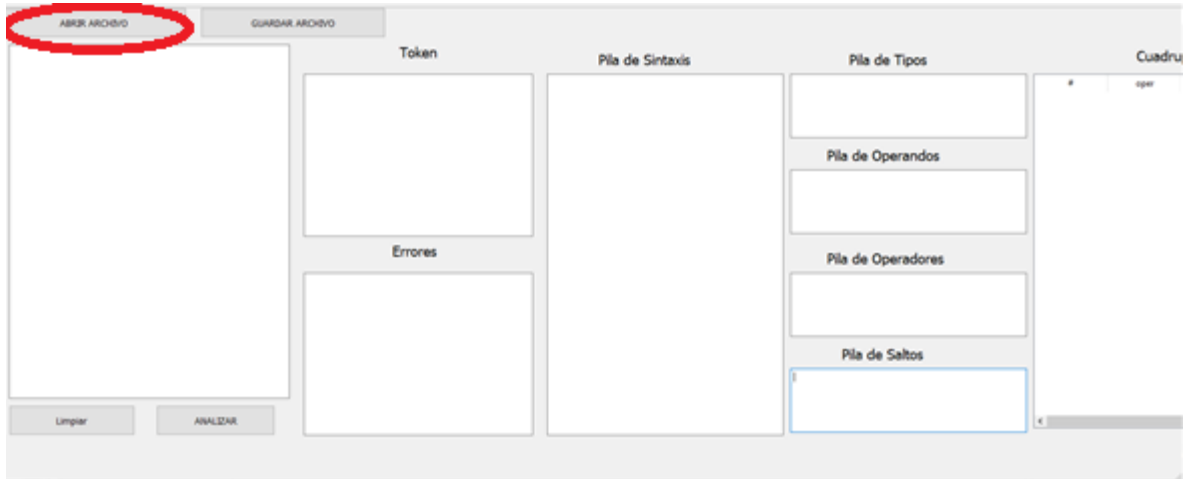 ABRIR ARCHIVO
GUARDAR ARCHIVO
Token
Pila de Sintaxis
Pila de Tipos
Cuadru
# oper
Pila de Operandos
Errores
Pila de Operadores
Pila de Saltos
Limpiar
ANALIZAR